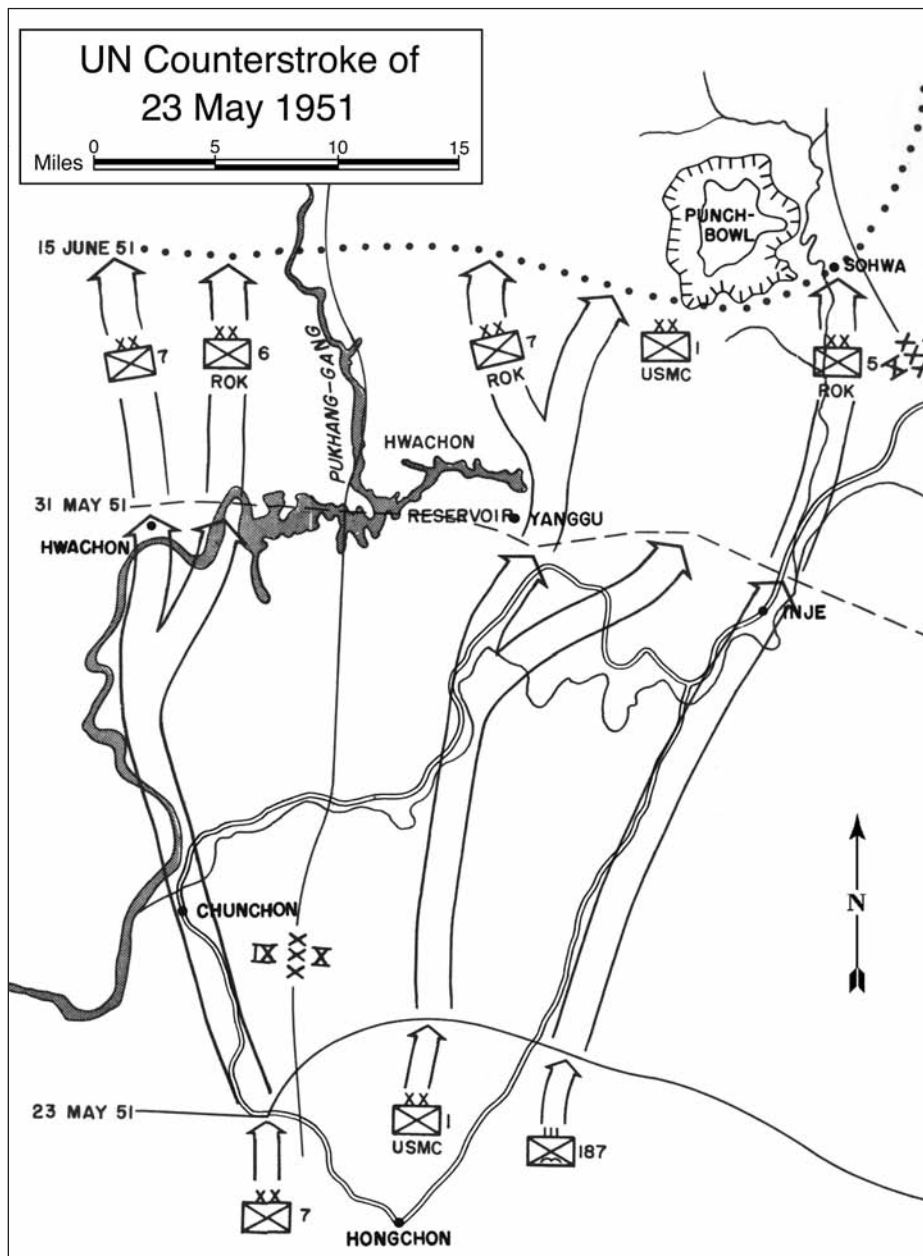 UN Counterstroke of
23 May 1951
Miles 0 5 10 15
PUNCH-
BOWL
15 JUNE 51
SOHWA
XX
7
XX
6
ROK
XX
7
ROK
XX
1
USMC
XX
5
ROK
PUKHANG-GANG
HWACHON
RESERVOIR
31 MAY 51
YANGGU
HWACHON
INJE
CHUNCHON
N
IX
XXX
X
23 MAY 51
XX
1
USMC
III
187
XX
7
HONGCHON